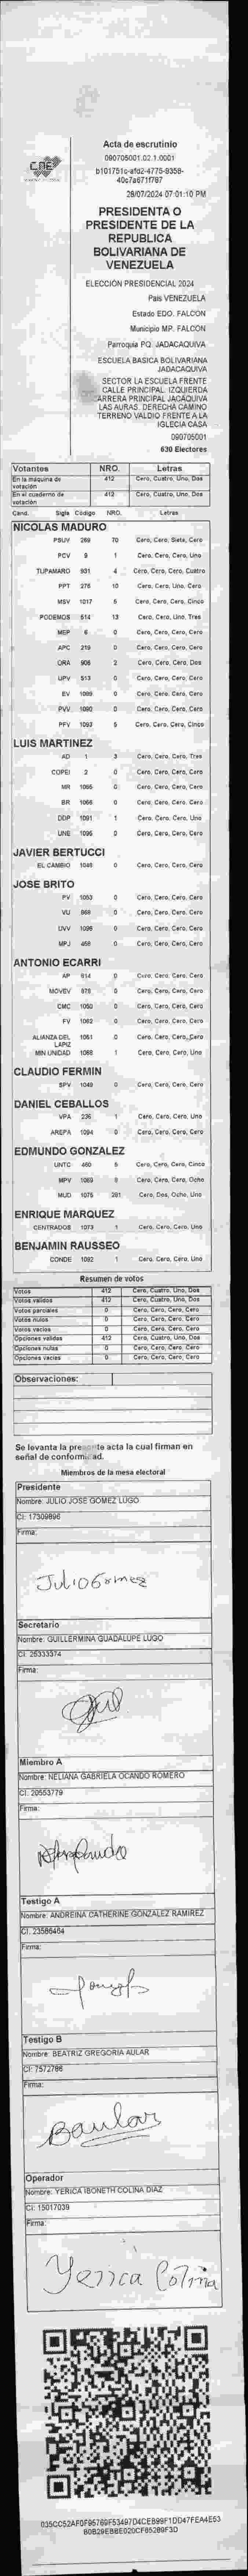 CNE
Acta de escrutinio
090705001.02.1.0001
28/07/2024 07:01:10 PM
PRESIDENTA O
PRESIDENTE DE LA
REPUBLICA
BOLIVARIANA DE
VENEZUELA
ELECCIÓN PRESIDENCIAL 2024
País VENEZUELA
Estado EDO. FALCON
Municipio MP. FALCON
Parroquia PQ. JADACAQUIVA
ESCUELA BASICA BOLIVARIANA
JADACAQUIVA
SECTOR LA ESCUELA FRENTE
CALLE PRINCIPAL. IZQUIERDA
CARRERA PRINCIPAL JACAQUIVA
LAS AURAS. DERECHA CAMINO
TERRENO VALDIO FRENTE A LA
IGLECIA CASA
090705001
630 Electores
Votantes NRO. Letras
En la máquina de votación 412 Cero, Cuatro, Uno, Dos
En el cuaderno de votación 412 Cero, Cuatro, Uno, Dos
Cand. Sigla Código NRO. Letras
NICOLAS MADURO
PSUV 289 70 Cero, Cero, Siete, Cero
PCV 9 1 Cero, Cero, Cero, Uno
TUPAMARO 931 4 Cero, Cero, Cero, Cuatro
PPT 276 10 Cero, Cero, Uno, Cero
MSV 1017 5 Cero, Cero, Cero, Cinco
PODEMOS 514 13 Cero, Cero, Uno, Tres
MEP 6 0 Cero, Cero, Cero, Cero
APC 219 0 Cero, Cero, Cero, Cero
ORA 906 2 Cero, Cero, Cero, Dos
UPV 513 0 Cero, Cero, Cero, Cero
EV 1089 0 Cero, Cero, Cero, Cero
PVV 1090 0 Cero, Cero, Cero, Cero
PFV 1093 5 Cero, Cero, Cero, Cinco
LUIS MARTINEZ
AD 1 3 Cero, Cero, Cero, Tres
COPEI 2 0 Cero, Cero, Cero, Cero
MR 1065 0 Cero, Cero, Cero, Cero
BR 1066 0 Cero, Cero, Cero, Cero
DDP 1091 1 Cero, Cero, Cero, Uno
UNE 1096 0 Cero, Cero, Cero, Cero
JAVIER BERTUCCI
EL CAMBIO 1045 0 Cero, Cero, Cero, Cero
JOSE BRITO
PV 1053 0 Cero, Cero, Cero, Cero
VU 868 0 Cero, Cero, Cero, Cero
UVV 1098 0 Cero, Cero, Cero, Cero
MPJ 458 0 Cero, Cero, Cero, Cero
ANTONIO ECARRI
AP 614 0 Cero, Cero, Cero, Cero
MOVEV 878 0 Cero, Cero, Cero, Cero
CMC 1050 0 Cero, Cero, Cero, Cero
FV 1062 0 Cero, Cero, Cero, Cero
ALIANZA DEL LAPIZ 1051 0 Cero, Cero, Cero, Cero
MIN UNIDAD 1088 1 Cero, Cero, Cero, Uno
CLAUDIO FERMIN
SPV 1049 0 Cero, Cero, Cero, Cero
DANIEL CEBALLOS
VPA 236 1 Cero, Cero, Cero, Uno
AREPA 1094 0 Cero, Cero, Cero, Cero
EDMUNDO GONZALEZ
UNTC 460 5 Cero, Cero, Cero, Cinco
MPV 1069 8 Cero, Cero, Cero, Ocho
MUD 1075 281 Cero, Dos, Ocho, Uno
ENRIQUE MARQUEZ
CENTRADOS 1073 1 Cero, Cero, Cero, Uno
BENJAMIN RAUSSEO
CONDE 1092 1 Cero, Cero, Cero, Uno
Resumen de votos
Votos 412 Cero, Cuatro, Uno, Dos
Votos validos 412 Cero, Cuatro, Uno, Dos
Votos parciales 0 Cero, Cero, Cero, Cero
Votos nulos 0 Cero, Cero, Cero, Cero
Votos vacios 0 Cero, Cero, Cero, Cero
Opciones validas 412 Cero, Cuatro, Uno, Dos
Opciones nulas 0 Cero, Cero, Cero, Cero
Opciones vacias 0 Cero, Cero, Cero, Cero
Observaciones:
Se levanta la presente acta la cual firman en
señal de conformidad.
Miembros de la mesa electoral
Presidente
Nombre: JULIO JOSE GOMEZ LUGO
CI: 17309896
Firma:
Julio Gomez
Secretario
Nombre: GUILLERMINA GUADALUPE LUGO
CI: 25333374
Firma:
Miembro A
Nombre: NELIANA GABRIELA OCANDO ROMERO
CI: 20553779
Firma:
Testigo A
Nombre: ANDREINA CATHERINE GONZALEZ RAMIREZ
CI: 23586464
Firma:
Testigo B
Nombre: BEATRIZ GREGORIA AULAR
CI: 7572786
Firma:
Baular
Operador
Nombre: YERICA IBONETH COLINA DIAZ
CI: 15017039
Firma:
Yerica Colina